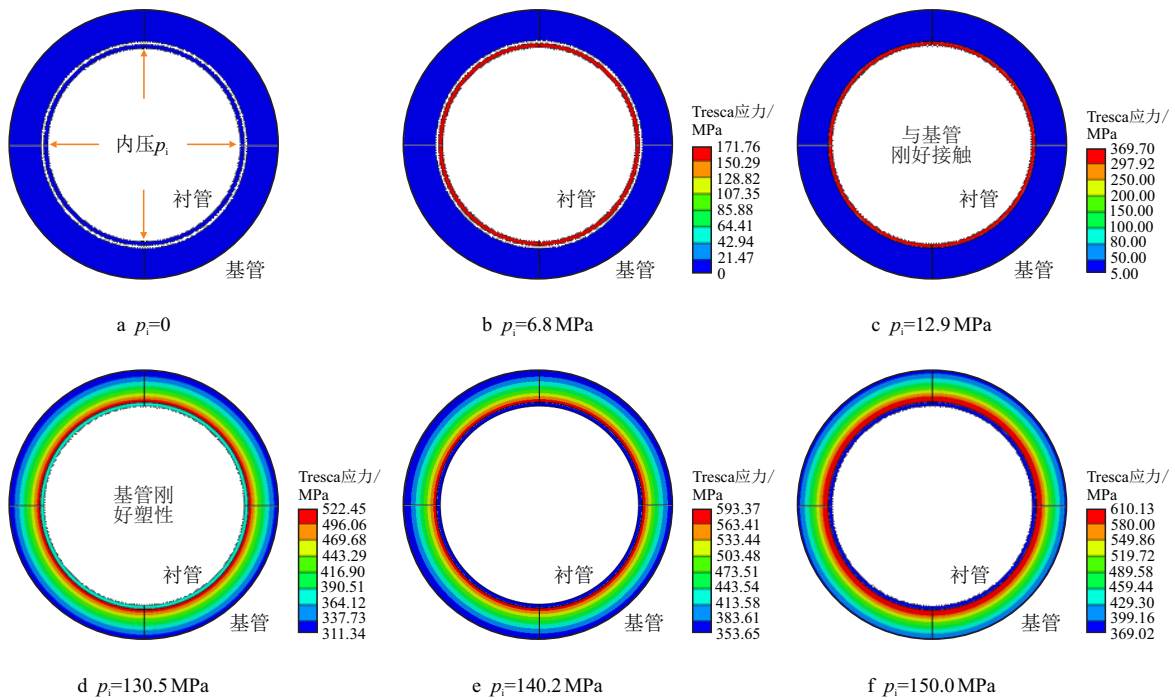 内压pᵢ
衬管
基管
a pᵢ=0
衬管
基管
Tresca应力/
MPa
171.76
150.29
128.82
107.35
85.88
64.41
42.94
21.47
0
b pᵢ=6.8 MPa
与基管
刚好接触
衬管
基管
Tresca应力/
MPa
369.70
297.92
250.00
200.00
150.00
100.00
80.00
50.00
5.00
c pᵢ=12.9 MPa
基管刚
好塑性
衬管
基管
Tresca应力/
MPa
522.45
496.06
469.68
443.29
416.90
390.51
364.12
337.73
311.34
d pᵢ=130.5 MPa
衬管
基管
Tresca应力/
MPa
593.37
563.41
533.44
503.48
473.51
443.54
413.58
383.61
353.65
e pᵢ=140.2 MPa
衬管
基管
Tresca应力/
MPa
610.13
580.00
549.86
519.72
489.58
459.44
429.30
399.16
369.02
f pᵢ=150.0 MPa